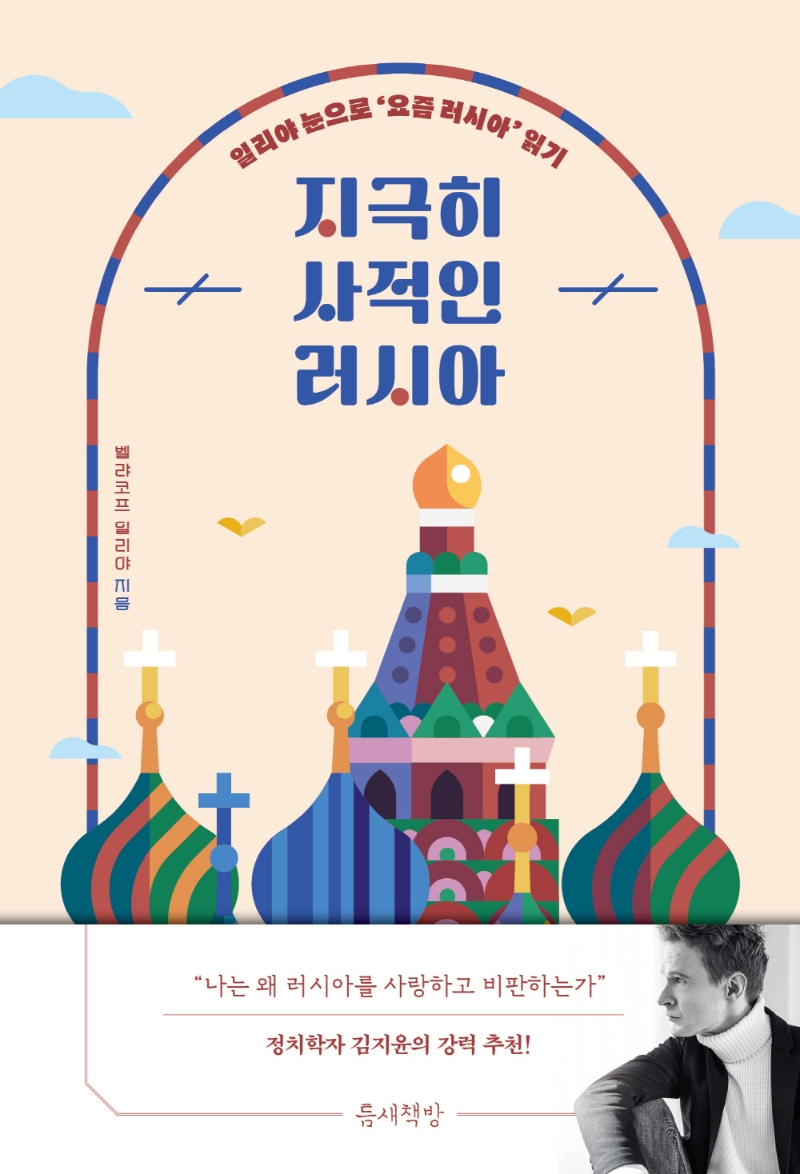 일리야 눈으로 ‘요즘 러시아’ 읽기
지극히
사적인
러시아
벨랴코프 일리야 지음
“나는 왜 러시아를 사랑하고 비판하는가”
정치학자 김지윤의 강력 추천!
틈새책방